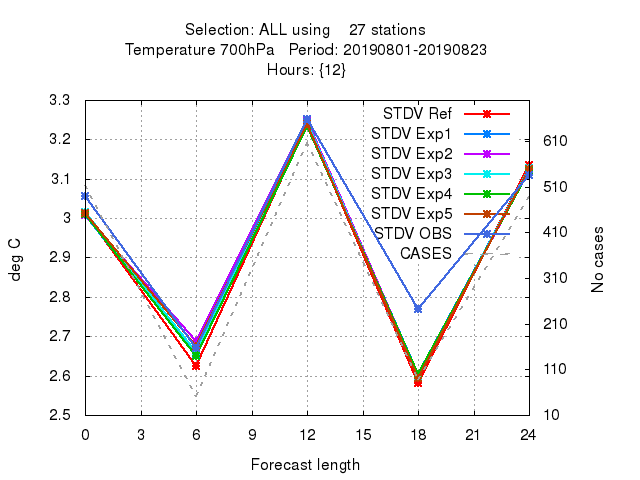 Selection: ALL using 27 stations
Temperature 700hPa Period: 20190801-20190823
Hours: {12}
3.3
3.2
3.1
3
2.9
2.8
2.7
2.6
2.5
deg C
STDV Ref
STDV Exp1
STDV Exp2
STDV Exp3
STDV Exp4
STDV Exp5
STDV OBS
CASES
610
510
410
310
210
110
10
No cases
0 3 6 9 12 15 18 21 24
Forecast length